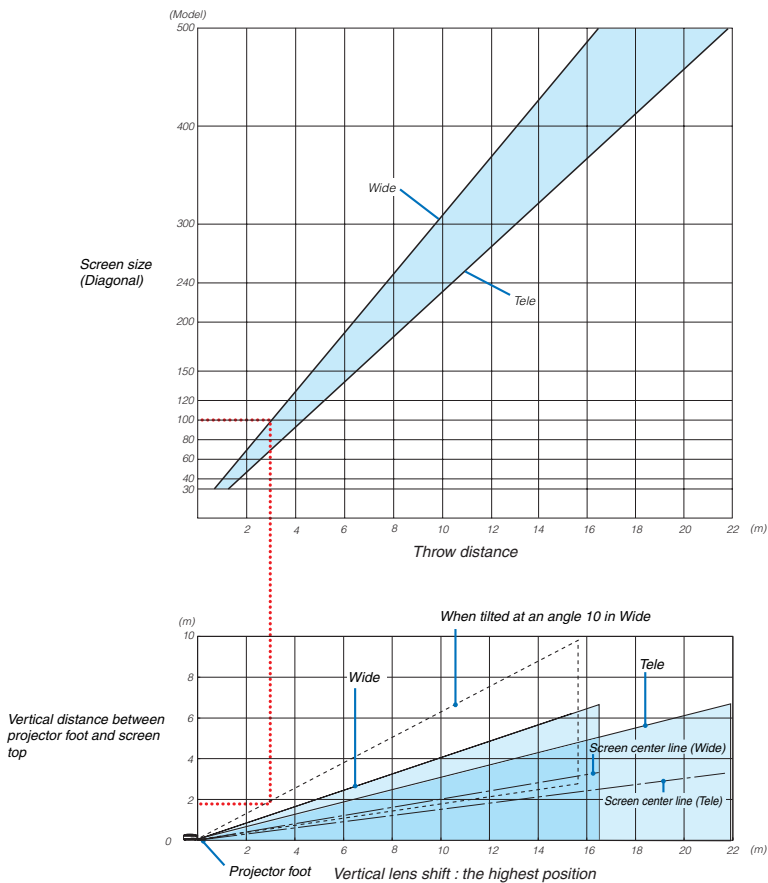 (Model)
500
400
300
240
200
150
120
100
80
60
40
30
Screen size
(Diagonal)
Wide
Tele
2 4 6 8 10 12 14 16 18 20 22 (m)
Throw distance
(m)
10
8
6
4
2
0
When tilted at an angle 10 in Wide
Wide
Tele
Vertical distance between
projector foot and screen
top
Screen center line (Wide)
Screen center line (Tele)
2 4 6 8 10 12 14 16 18 20 22 (m)
Projector foot
Vertical lens shift : the highest position